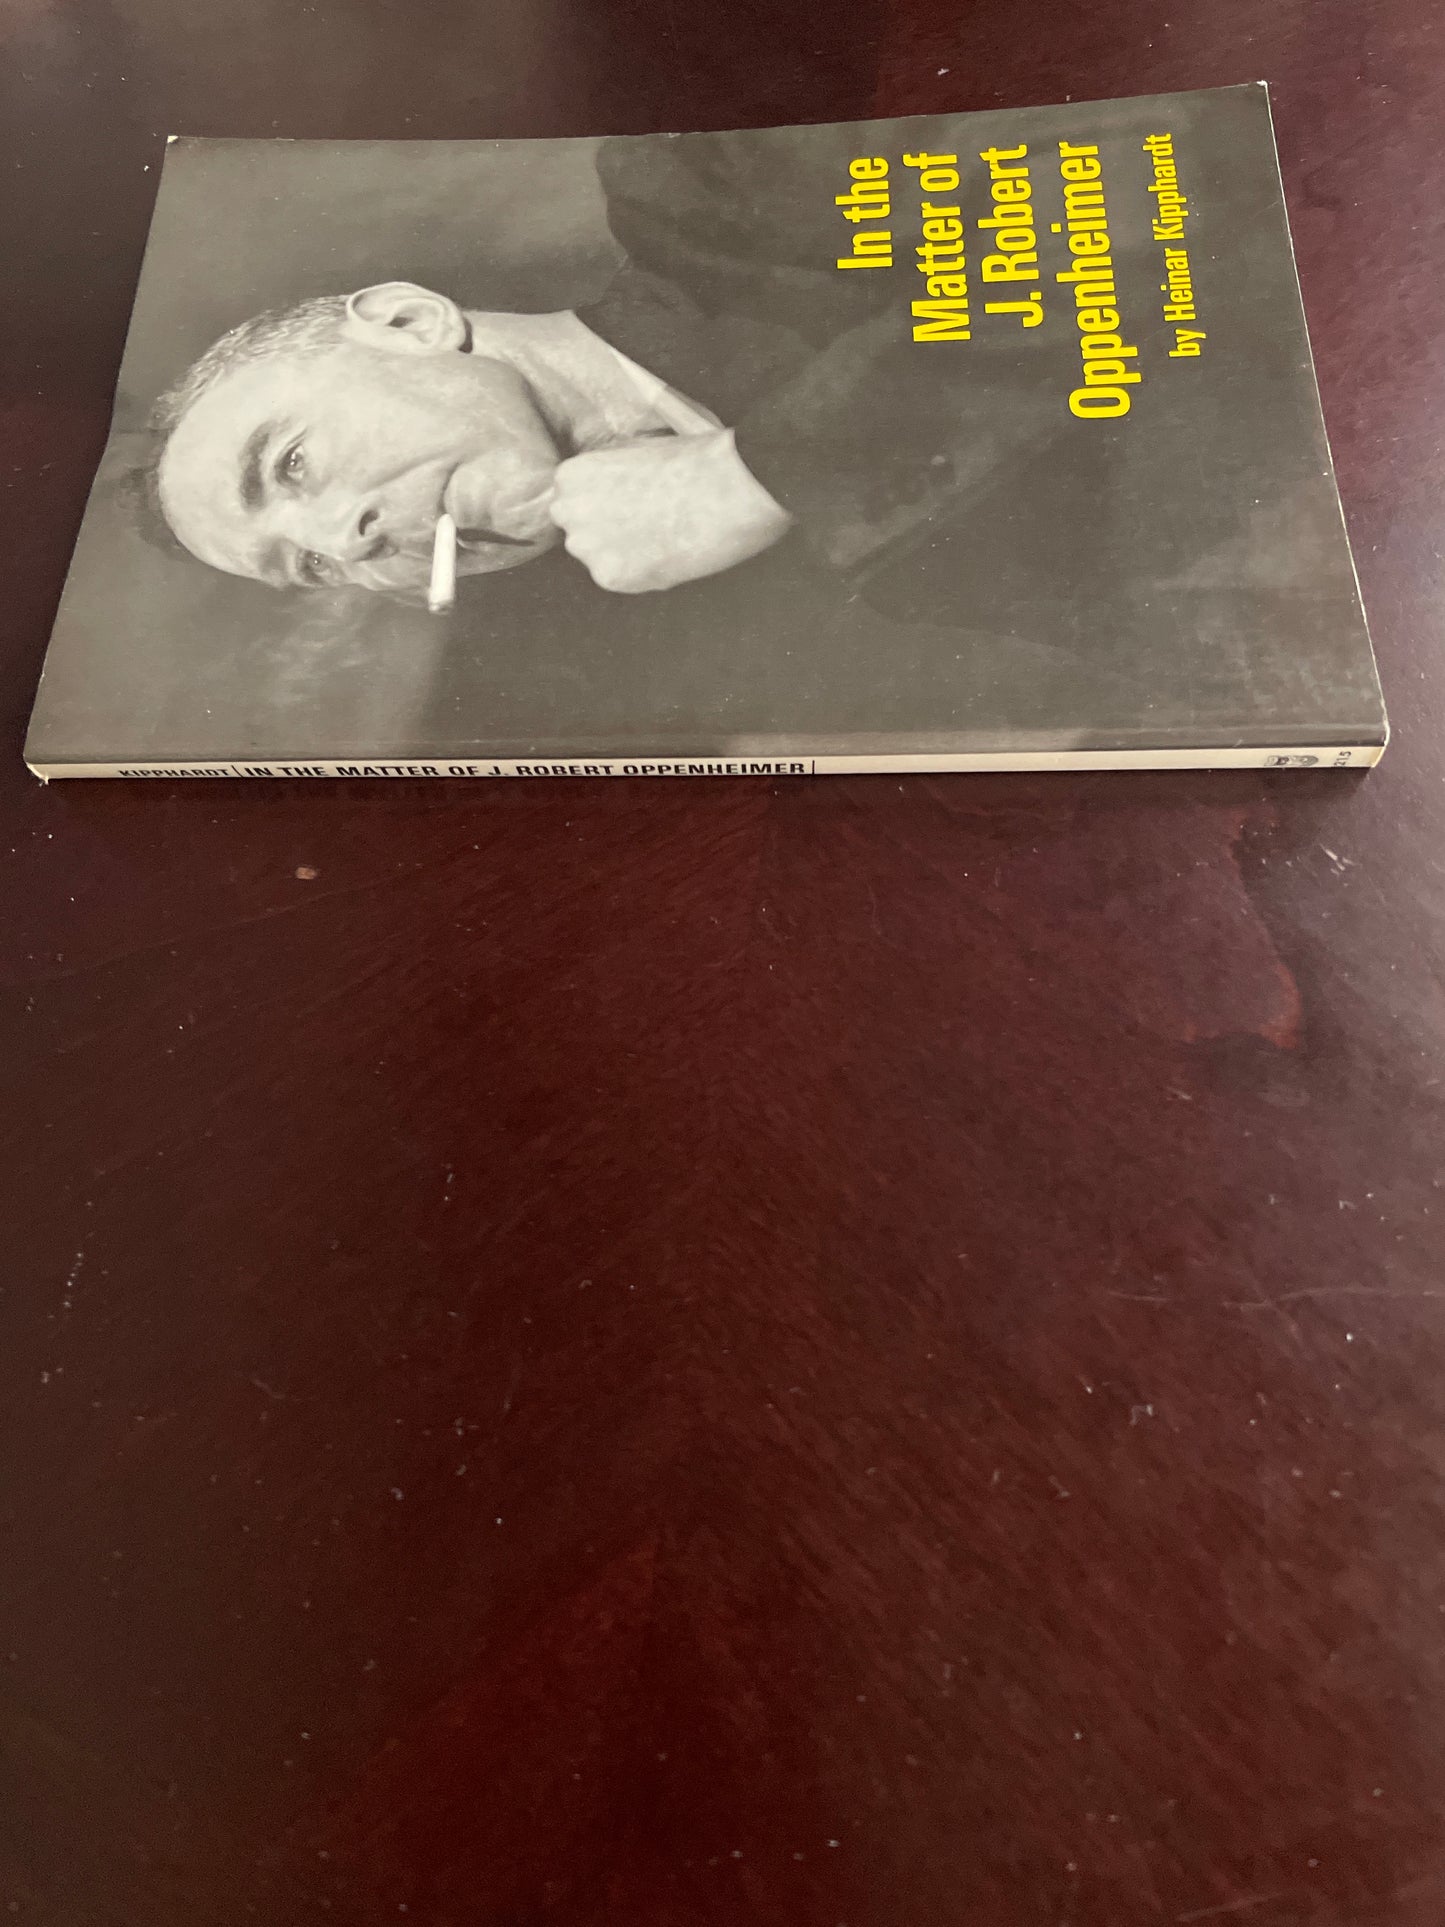 In the
Matter of
J. Robert
Oppenheimer
by Heinar Kipphardt
KIPPHARDT | IN THE MATTER OF J. ROBERT OPPENHEIMER |